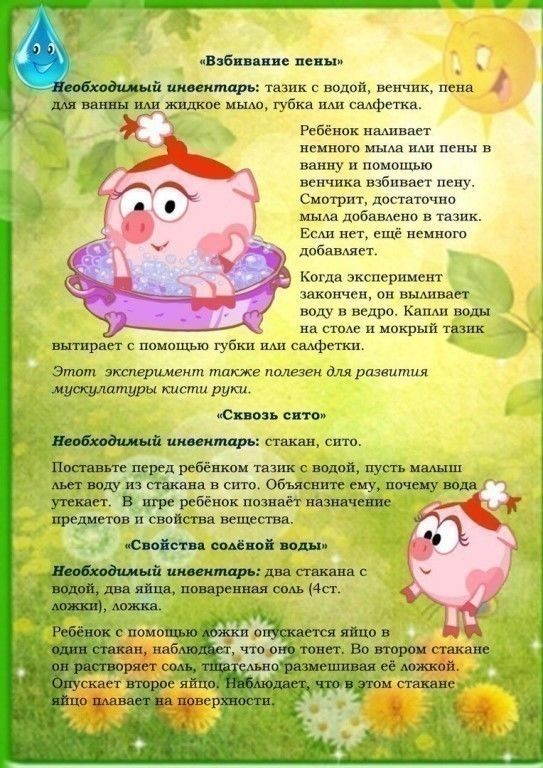 «Взбивание пены»
Необходимый инвентарь: тазик с водой, венчик, пена
для ванны или жидкое мыло, губка или салфетка.
Ребёнок наливает
немного мыла или пены в
ванну и помощью
венчика взбивает пену.
Смотрит, достаточно
мыла добавлено в тазик.
Если нет, ещё немного
добавляет.
Когда эксперимент
закончен, он выливает
воду в ведро. Капли воды
на столе и мокрый тазик
вытирает с помощью губки или салфетки.
Этот эксперимент также полезен для развития
мускулатуры кисти руки.
«Сквозь сито»
Необходимый инвентарь: стакан, сито.
Поставьте перед ребёнком тазик с водой, пусть малыш
льет воду из стакана в сито. Объясните ему, почему вода
утекает. В игре ребёнок познаёт назначение
предметов и свойства вещества.
«Свойства солёной воды»
Необходимый инвентарь: два стакана с
водой, два яйца, поваренная соль (4ст.
ложки), ложка.
Ребёнок с помощью ложки опускается яйцо в
один стакан, наблюдает, что оно тонет. Во втором стакане
он растворяет соль, тщательно размешивая её ложкой.
Опускает второе яйцо. Наблюдает, что в этом стакане
яйцо плавает на поверхности.